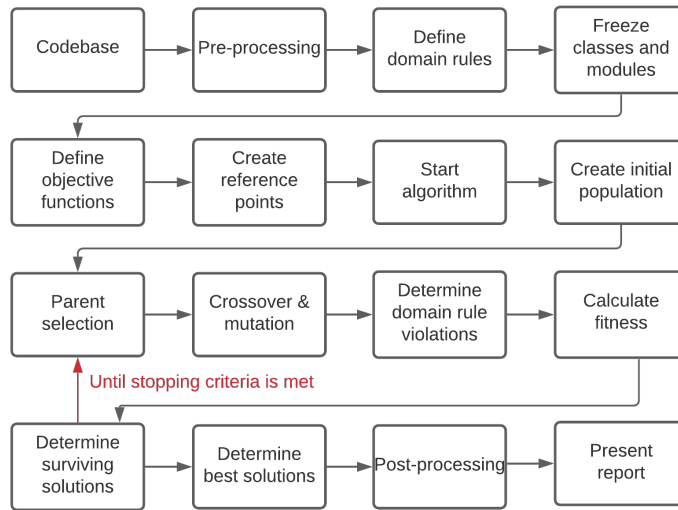 Codebase
Pre-processing
Define
domain rules
Freeze
classes and
modules
Define
objective
functions
Create
reference
points
Start
algorithm
Create initial
population
Parent
selection
Crossover &
mutation
Determine
domain rule
violations
Calculate
fitness
Until stopping criteria is met
Determine
surviving
solutions
Determine
best solutions
Post-processing
Present
report